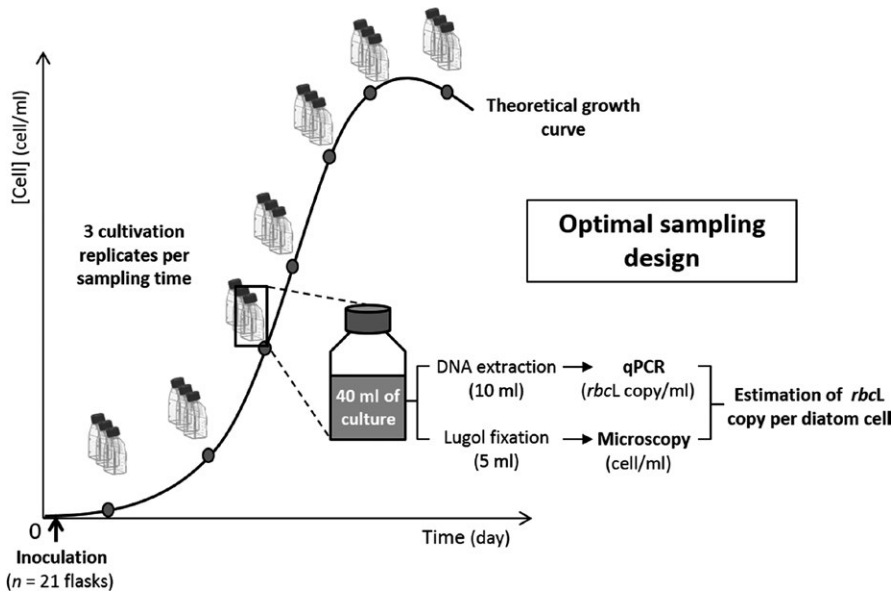 [Cell] (cell/ml)
Theoretical growth
curve
3 cultivation
replicates per
sampling time
Optimal sampling
design
40 ml of
culture
DNA extraction
(10 ml)
qPCR
(rbcL copy/ml)
Lugol fixation
(5 ml)
Microscopy
(cell/ml)
Estimation of rbcL
copy per diatom cell
0
Time (day)
Inoculation
(n = 21 flasks)